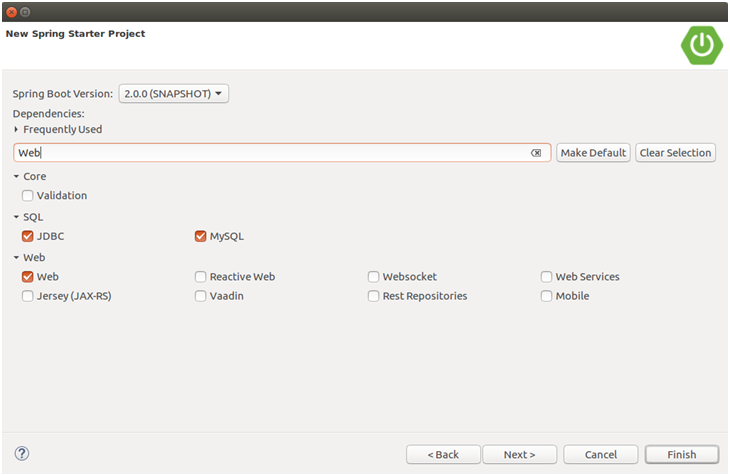 New Spring Starter Project
Spring Boot Version: 2.0.0 (SNAPSHOT)
Dependencies:
Frequently Used
Web Make Default Clear Selection
Core
Validation
SQL
JDBC MySQL
Web
Web Reactive Web Websocket Web Services
Jersey (JAX-RS) Vaadin Rest Repositories Mobile
? < Back Next > Cancel Finish